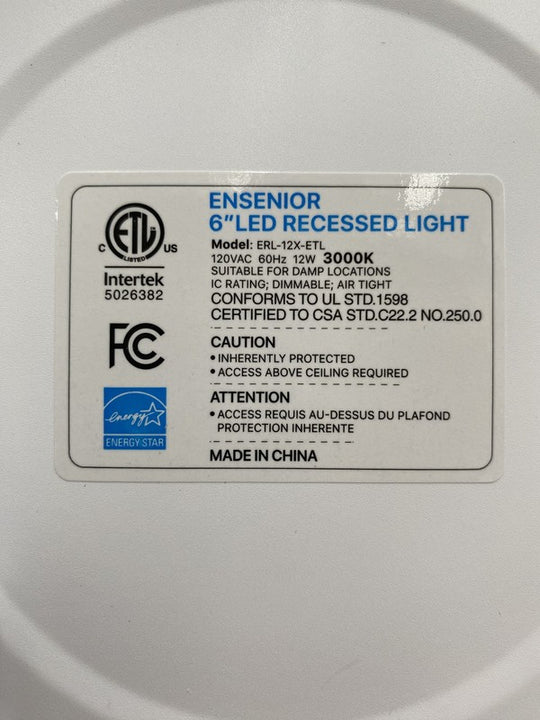 ENSENIOR
6"LED RECESSED LIGHT
Model: ERL-12X-ETL
120VAC 60Hz 12W 3000K
SUITABLE FOR DAMP LOCATIONS
IC RATING; DIMMABLE; AIR TIGHT
CONFORMS TO UL STD.1598
CERTIFIED TO CSA STD.C22.2 NO.250.0
CAUTION
• INHERENTLY PROTECTED
• ACCESS ABOVE CEILING REQUIRED
ATTENTION
• ACCESS REQUIS AU-DESSUS DU PLAFOND
PROTECTION INHERENTE
MADE IN CHINA
C ETL US
LISTED
Intertek
5026382
FC
energy
ENERGY STAR